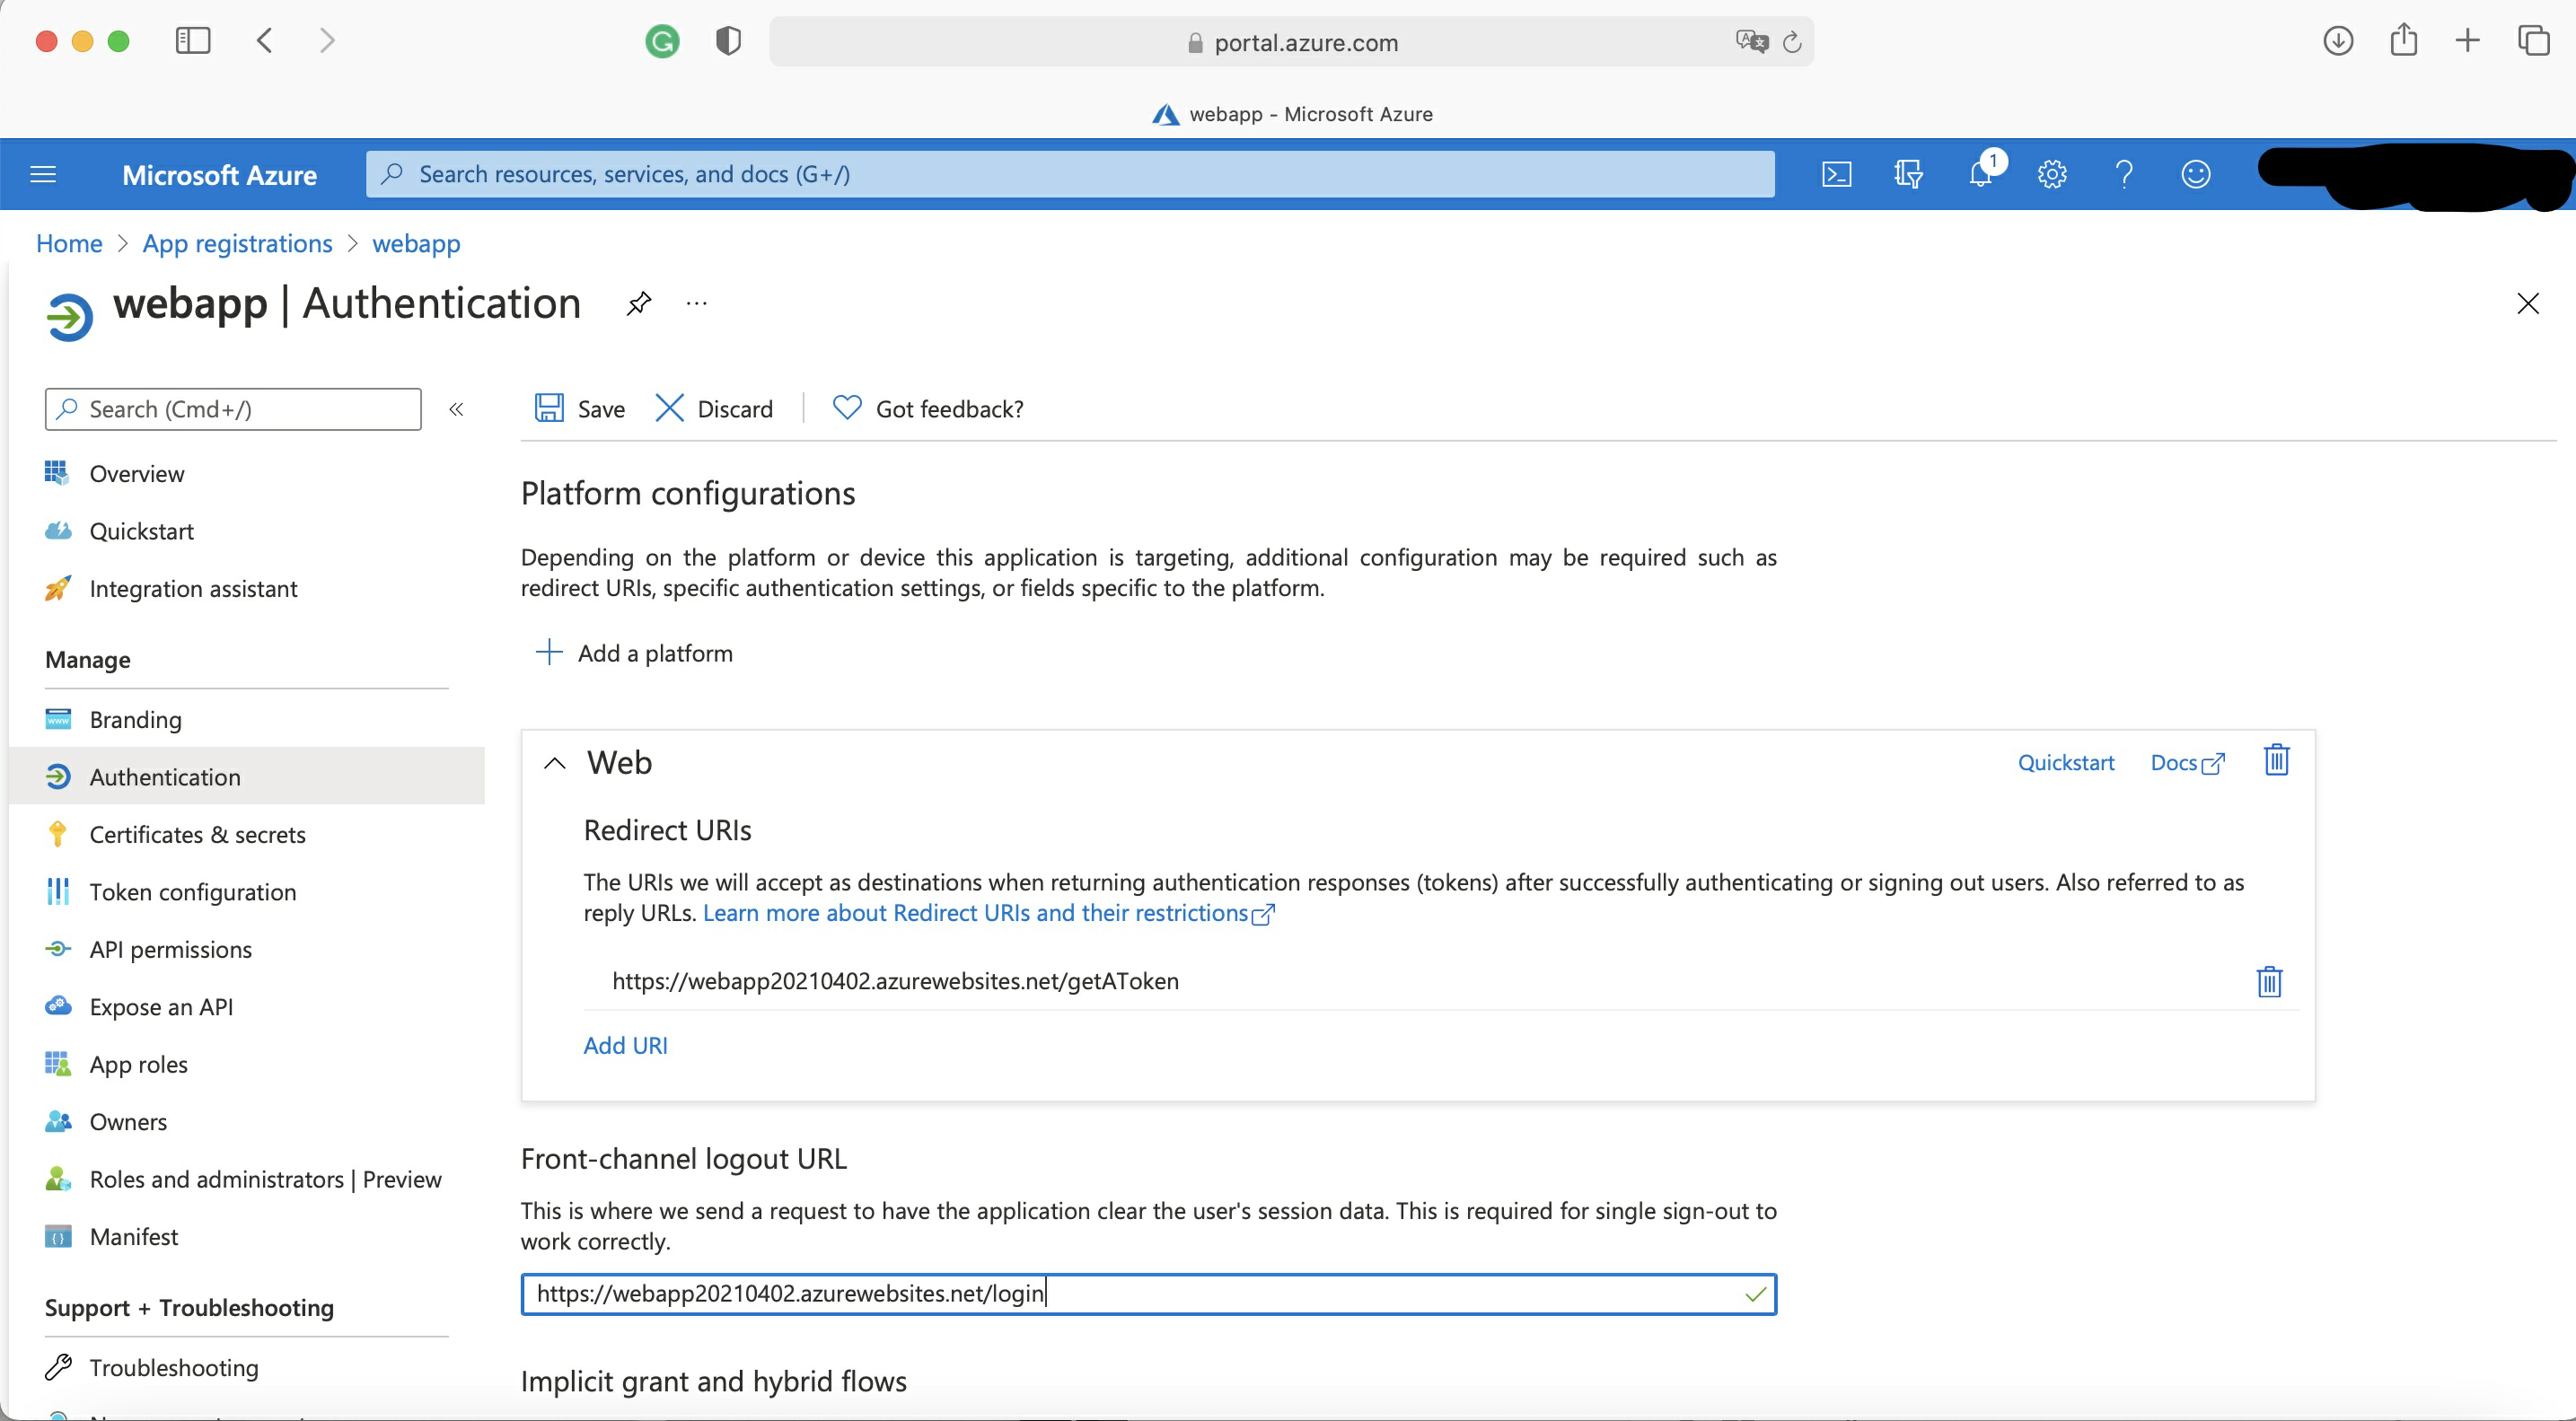 portal.azure.com
webapp - Microsoft Azure
Microsoft Azure
Search resources, services, and docs (G+/)
1
Home > App registrations > webapp
webapp | Authentication
Search (Cmd+/)
Save
Discard
Got feedback?
Overview
Quickstart
Integration assistant
Manage
Branding
Authentication
Certificates & secrets
Token configuration
API permissions
Expose an API
App roles
Owners
Roles and administrators | Preview
Manifest
Support + Troubleshooting
Troubleshooting
Platform configurations
Depending on the platform or device this application is targeting, additional configuration may be required such as
redirect URIs, specific authentication settings, or fields specific to the platform.
Add a platform
Web
Quickstart
Docs
Redirect URIs
The URIs we will accept as destinations when returning authentication responses (tokens) after successfully authenticating or signing out users. Also referred to as
reply URLs. Learn more about Redirect URIs and their restrictions
https://webapp20210402.azurewebsites.net/getAToken
Add URI
Front-channel logout URL
This is where we send a request to have the application clear the user's session data. This is required for single sign-out to
work correctly.
https://webapp20210402.azurewebsites.net/login
Implicit grant and hybrid flows